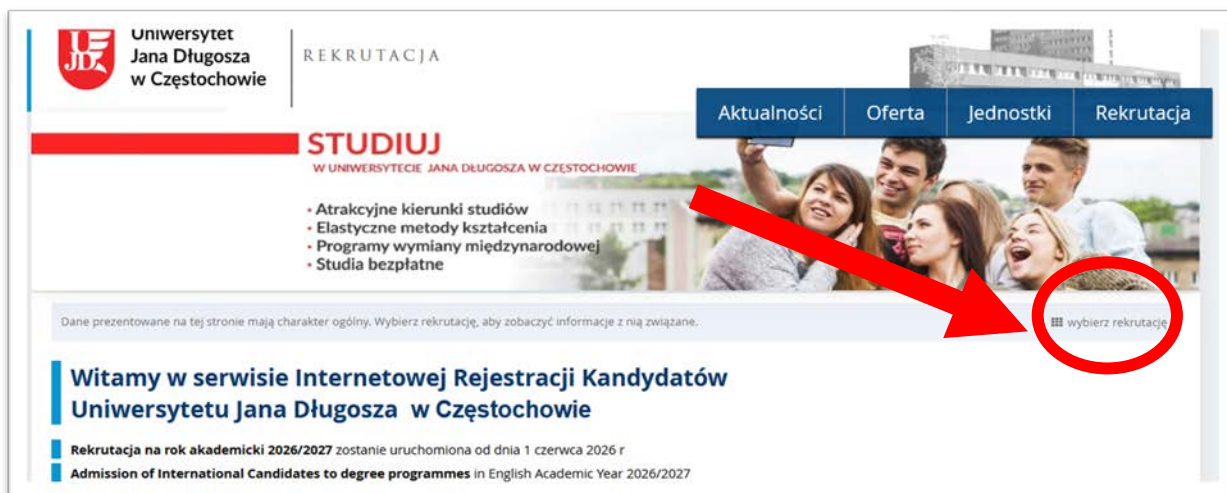 Uniwersytet
Jana Długosza
w Częstochowie
UJD
REKRUTACJA
Aktualności Oferta Jednostki Rekrutacja
STUDIUJ
W UNIWERSYTECIE JANA DŁUGOSZA W CZĘSTOCHOWIE
• Atrakcyjne kierunki studiów
• Elastyczne metody kształcenia
• Programy wymiany międzynarodowej
• Studia bezpłatne
Dane prezentowane na tej stronie mają charakter ogólny. Wybierz rekrutację, aby zobaczyć informacje z nią związane.
wybierz rekrutację
Witamy w serwisie Internetowej Rejestracji Kandydatów
Uniwersytetu Jana Długosza w Częstochowie
Rekrutacja na rok akademicki 2026/2027 zostanie uruchomiona od dnia 1 czerwca 2026 r
Admission of International Candidates to degree programmes in English Academic Year 2026/2027